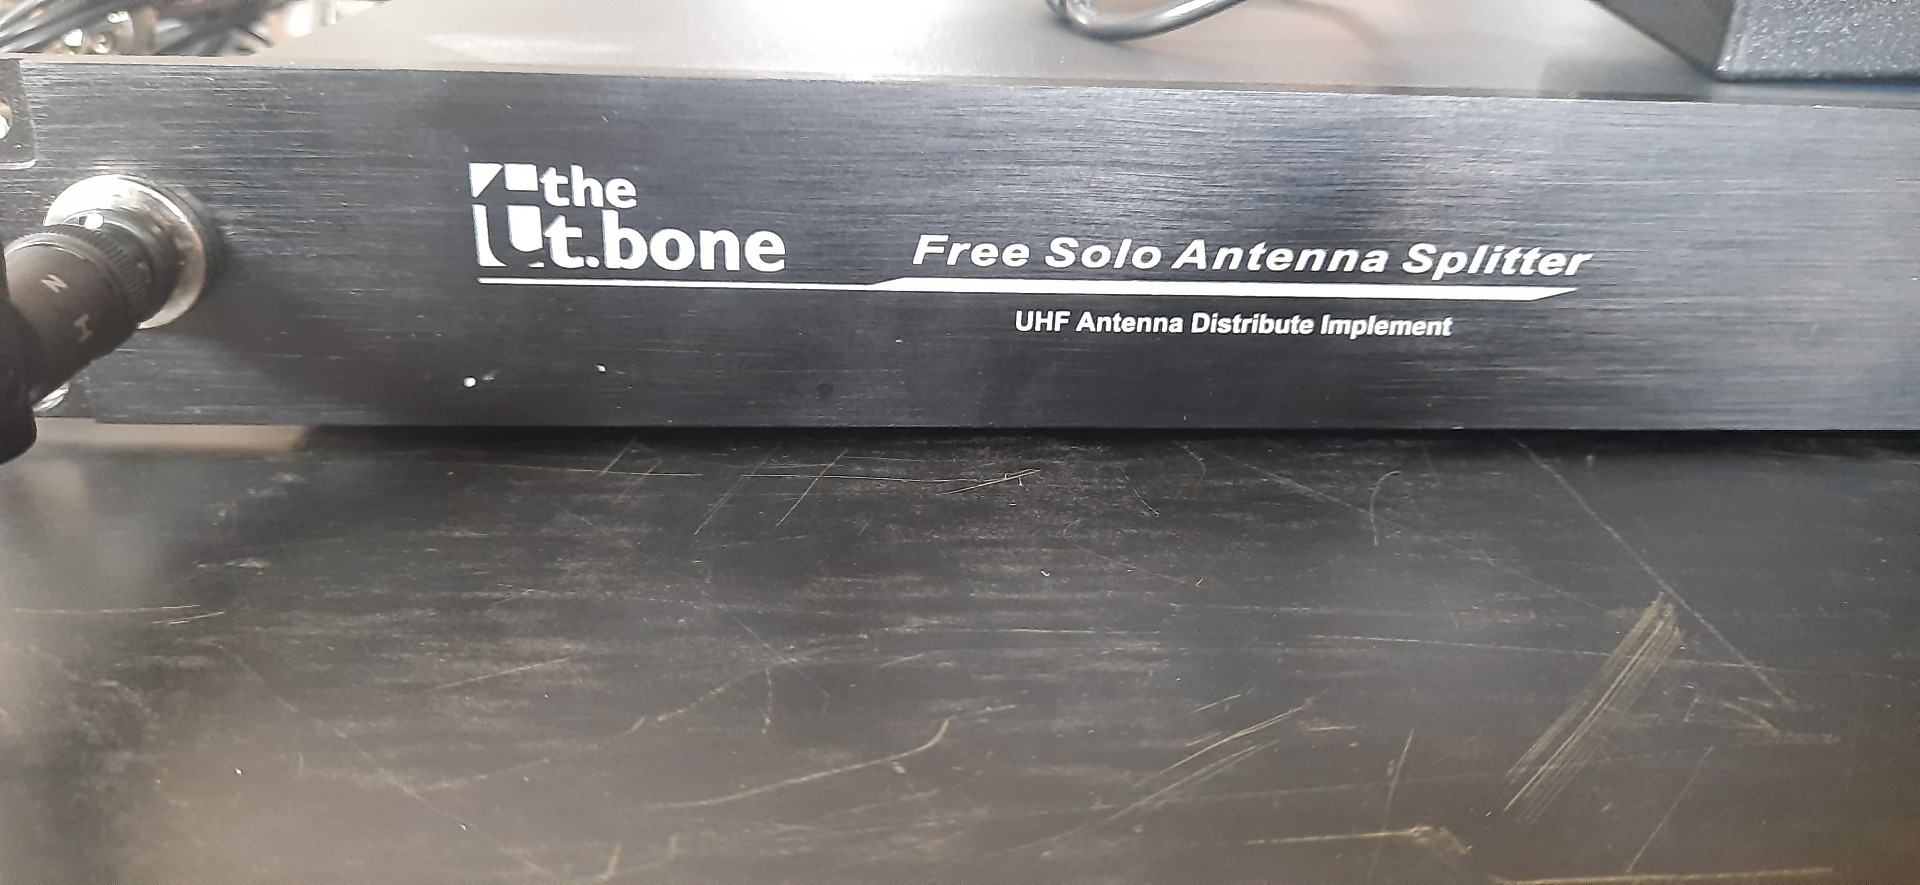 the
t.bone
Free Solo Antenna Splitter
UHF Antenna Distribute Implement